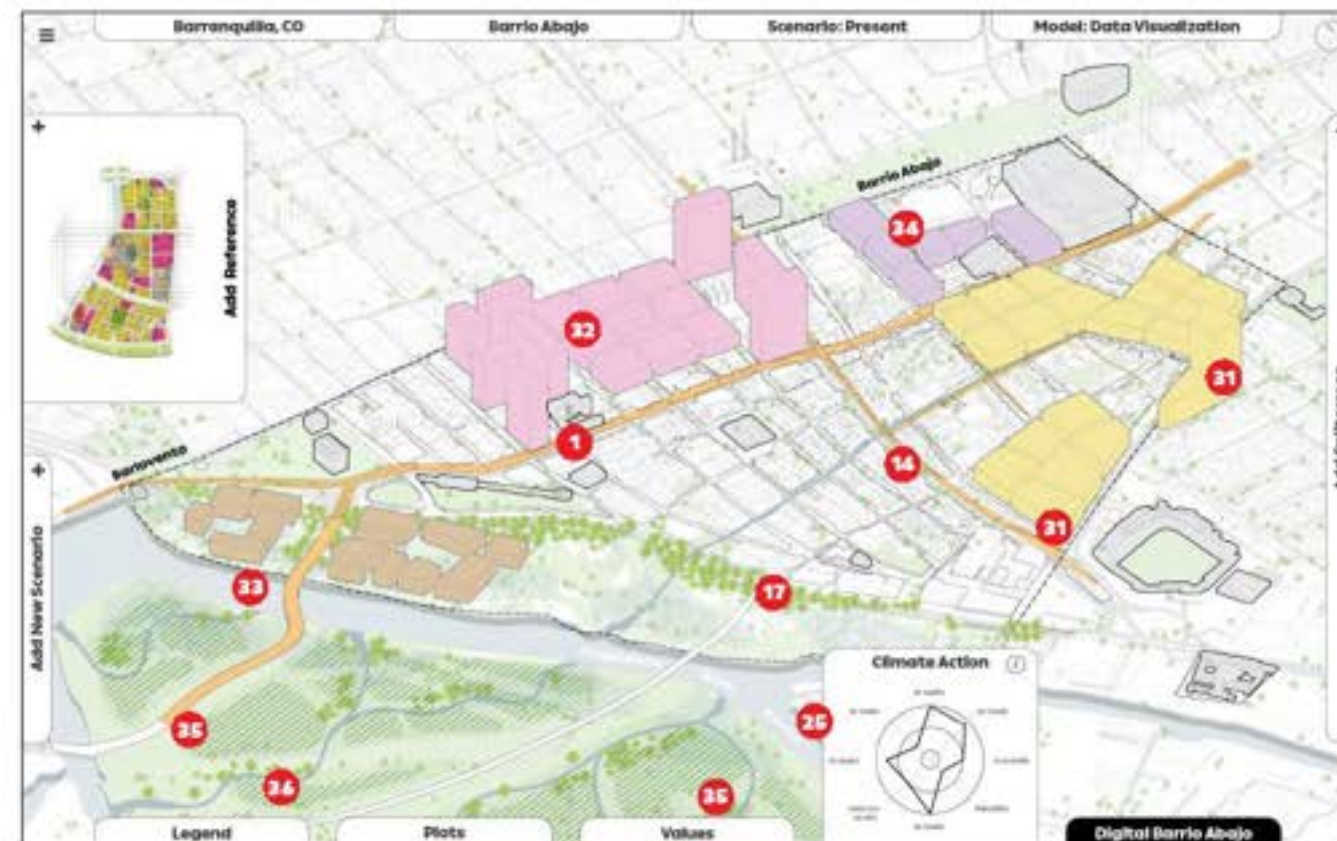 Barranquilla, CO
Barrio Abajo
Scenario: Present
Model: Data Visualization
Add Reference
Barrio Abajo
34
32
31
1
14
Barlovento
31
33
17
Add New Scenario
Climate Action
i
35
25
36
35
Legend
Plots
Values
Digital Barrio Abajo